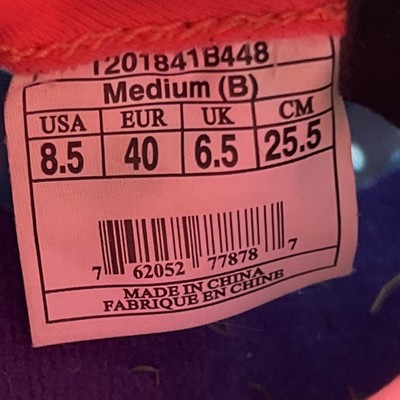 1201841B448
Medium (B)
USA EUR UK CM
8.5 40 6.5 25.5
7 62052 77878 7
MADE IN CHINA
FABRIQUE EN CHINE